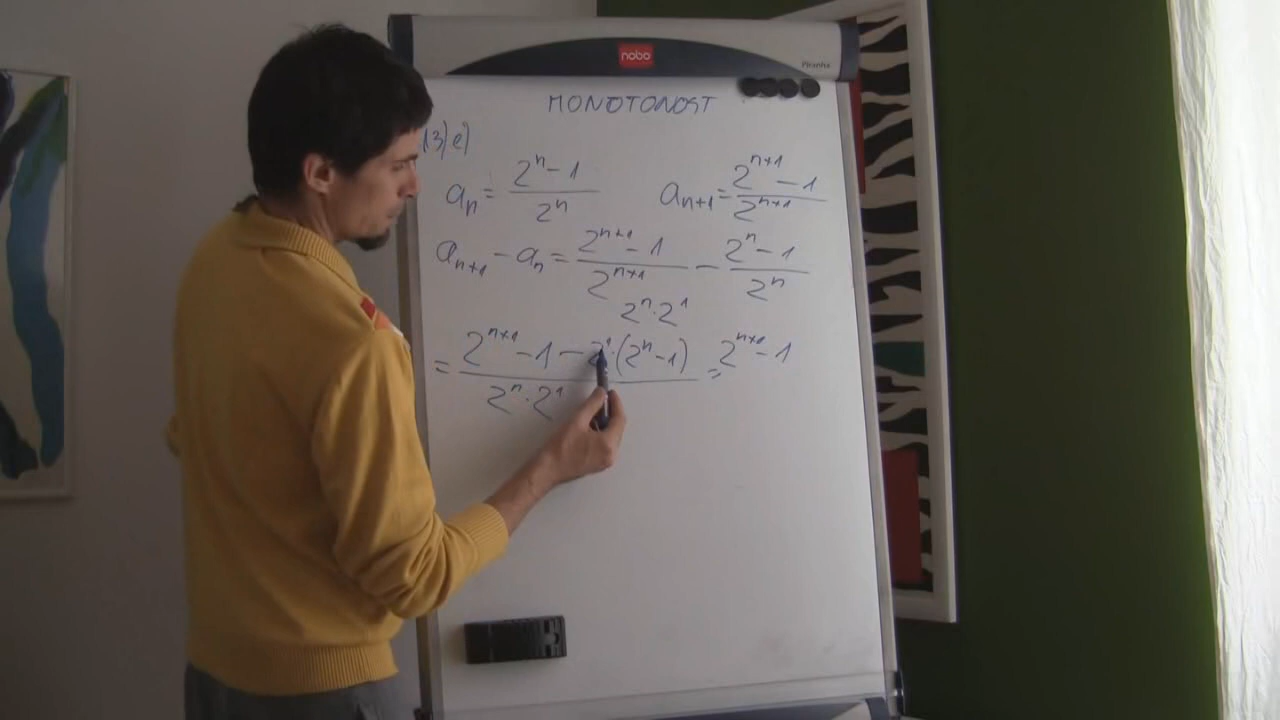 nobo
Piranha
MONOTONOST
13) e)
aₙ = (2ⁿ - 1)/2ⁿ    aₙ₊₁ = (2ⁿ⁺¹ - 1)/2ⁿ⁺¹
aₙ₊₁ - aₙ = (2ⁿ⁺¹ - 1)/2ⁿ⁺¹ - (2ⁿ - 1)/2ⁿ
2ⁿ · 2¹
= (2ⁿ⁺¹ - 1 - 2¹ · (2ⁿ - 1))/(2ⁿ · 2¹) = 2ⁿ⁺¹ - 1